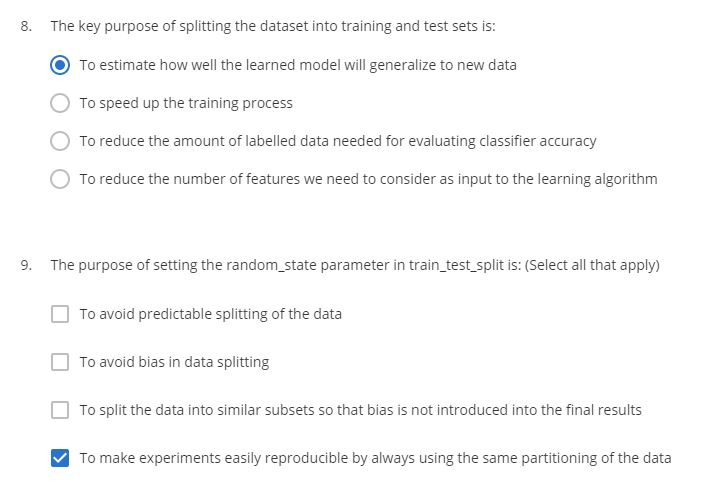 8. The key purpose of splitting the dataset into training and test sets is:
To estimate how well the learned model will generalize to new data
To speed up the training process
To reduce the amount of labelled data needed for evaluating classifier accuracy
To reduce the number of features we need to consider as input to the learning algorithm
9. The purpose of setting the random_state parameter in train_test_split is: (Select all that apply)
To avoid predictable splitting of the data
To avoid bias in data splitting
To split the data into similar subsets so that bias is not introduced into the final results
To make experiments easily reproducible by always using the same partitioning of the data